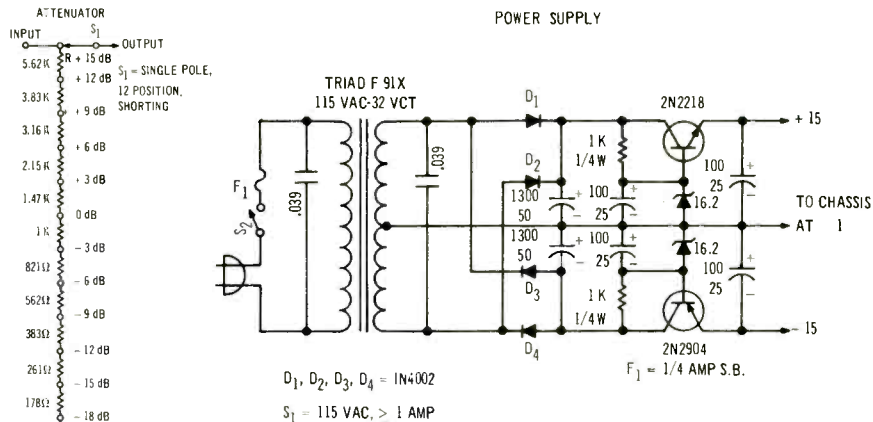 ATTENUATOR
INPUT
S1
OUTPUT
5.62K
R + 15 dB
S1 = SINGLE POLE,
12 POSITION,
SHORTING
+ 12 dB
3.83K
+ 9 dB
3.16K
+ 6 dB
2.15K
+ 3 dB
1.47K
0 dB
1K
- 3 dB
821Ω
- 6 dB
562Ω
- 9 dB
383Ω
- 12 dB
261Ω
- 15 dB
178Ω
- 18 dB
POWER SUPPLY
TRIAD F 91X
115 VAC-32 VCT
F1
S2
.039
.039
D1
D2
D3
D4
1300
50
1300
50
1K
1/4W
100
25
100
25
1K
1/4W
2N2218
16.2
16.2
2N2904
100
25
100
25
+ 15
TO CHASSIS
AT 1
- 15
F1 = 1/4 AMP S.B.
D1, D2, D3, D4 = IN4002
S1 = 115 VAC, > 1 AMP